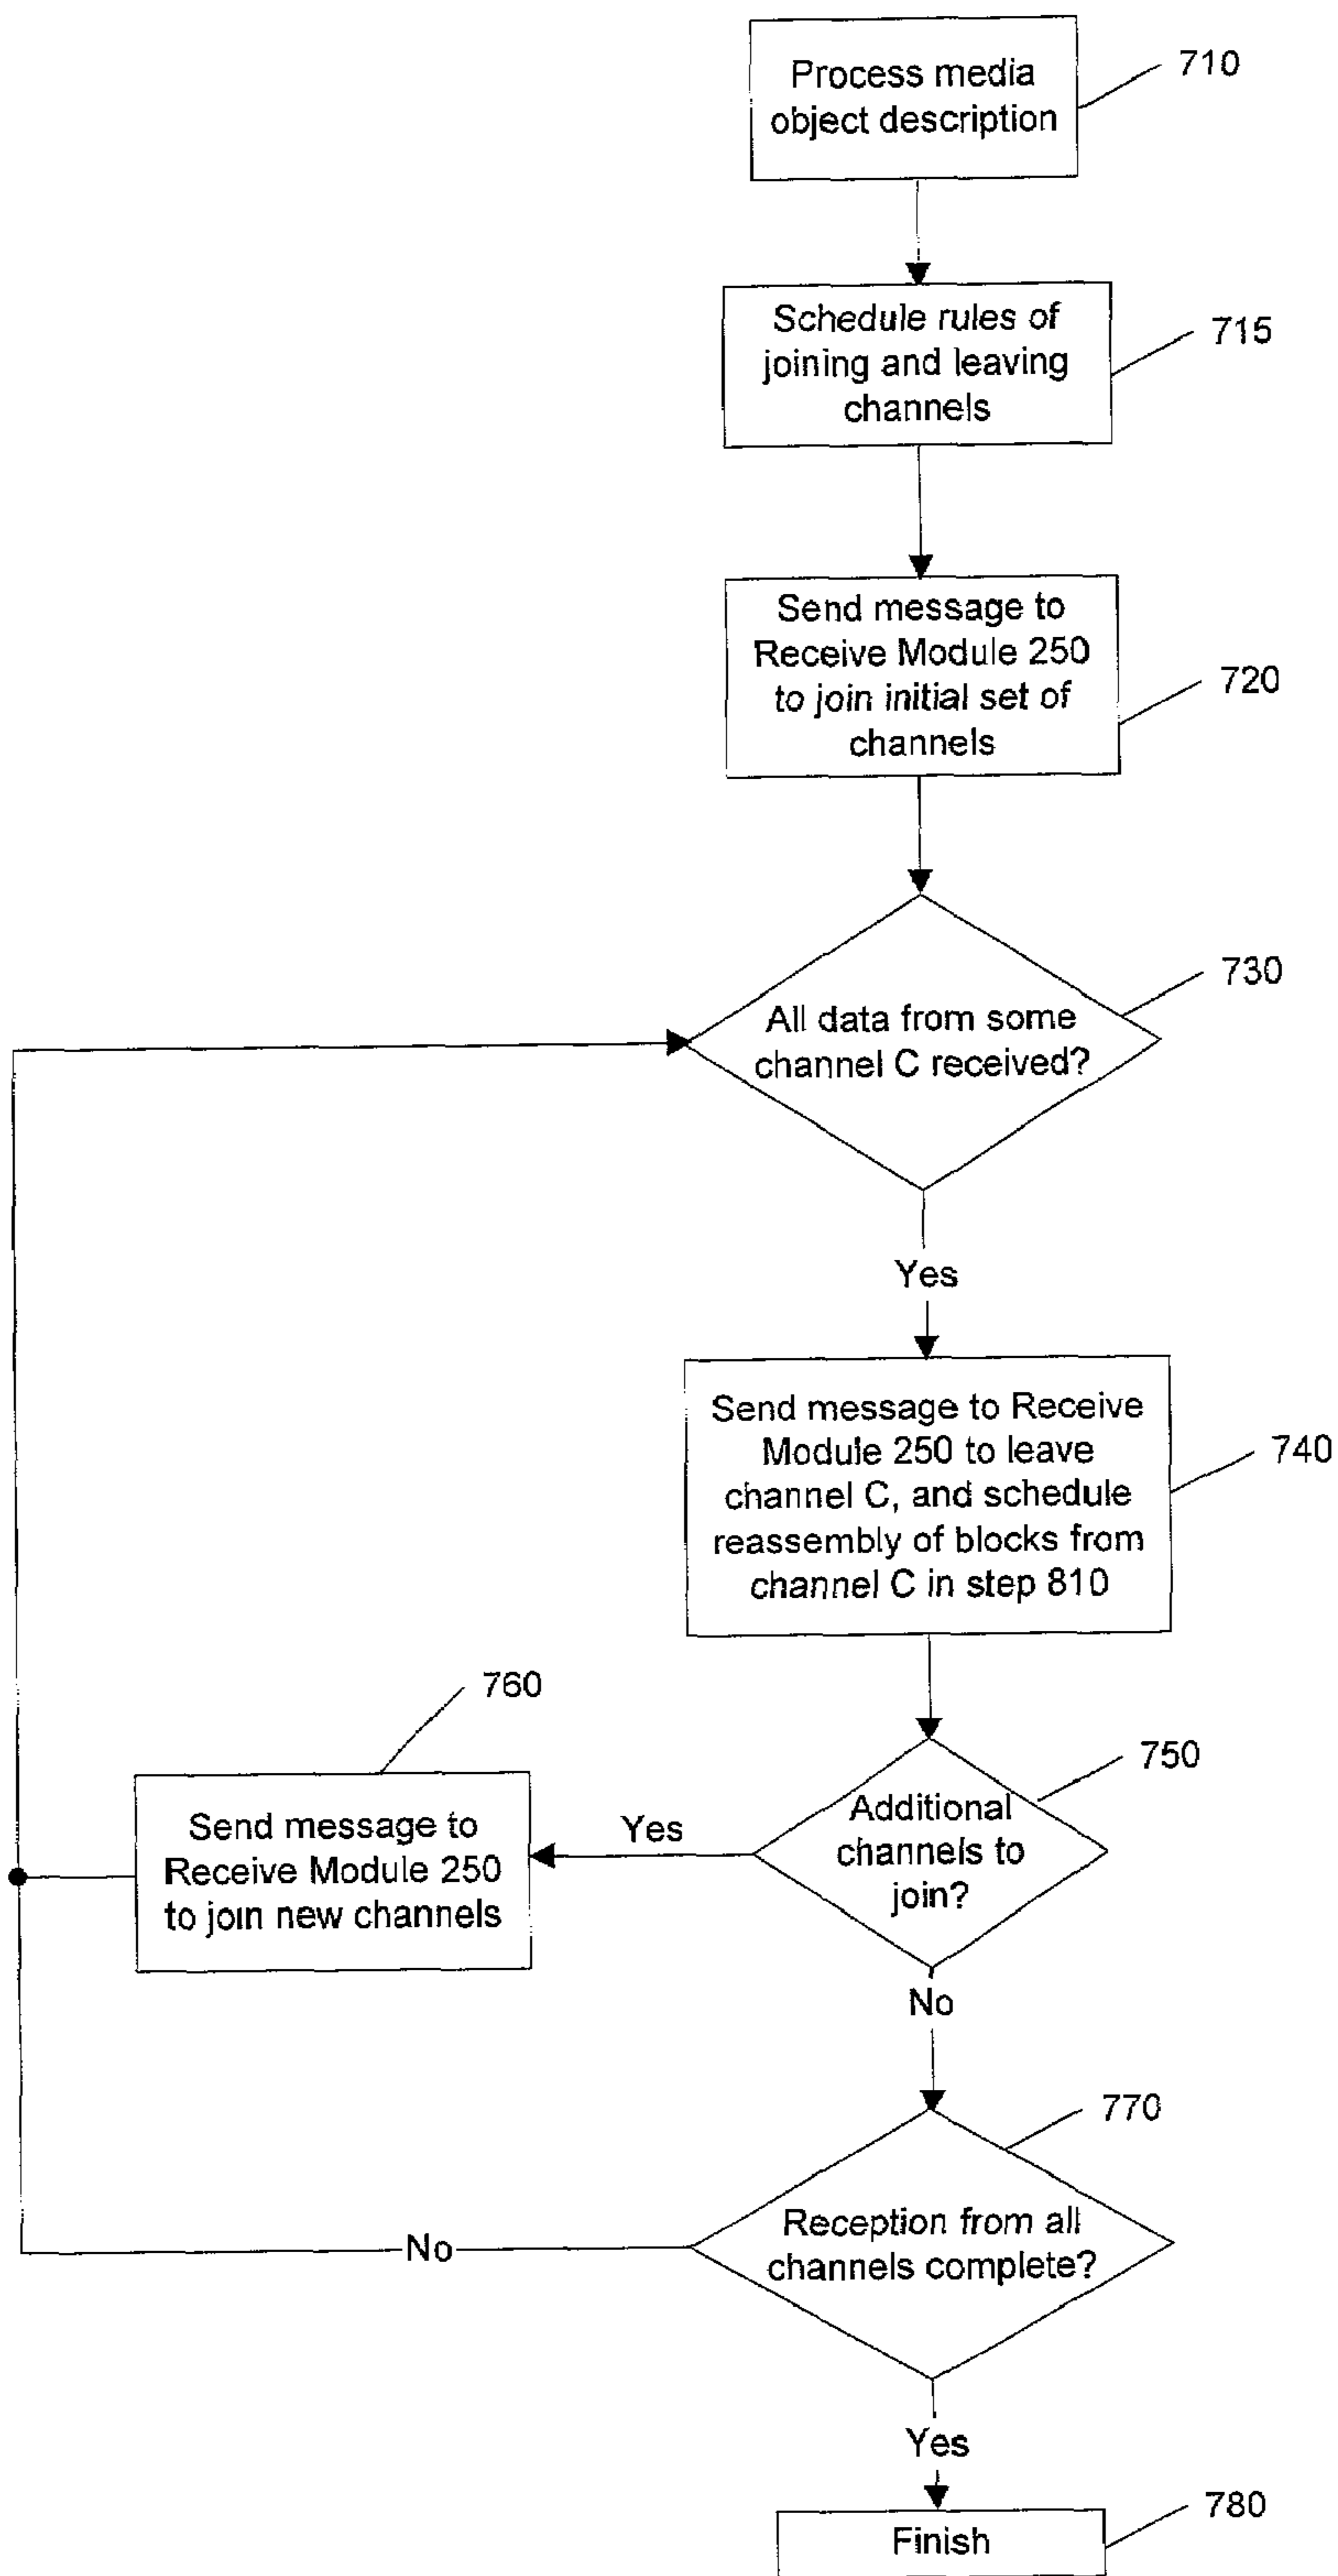 Process media
object description
710
Schedule rules of
joining and leaving
channels
715
Send message to
Receive Module 250
to join initial set of
channels
720
All data from some
channel C received?
730
Yes
Send message to Receive
Module 250 to leave
channel C, and schedule
reassembly of blocks from
channel C in step 810
740
Additional
channels to
join?
750
Yes
Send message to
Receive Module 250
to join new channels
760
No
Reception from all
channels complete?
770
No
Yes
Finish
780